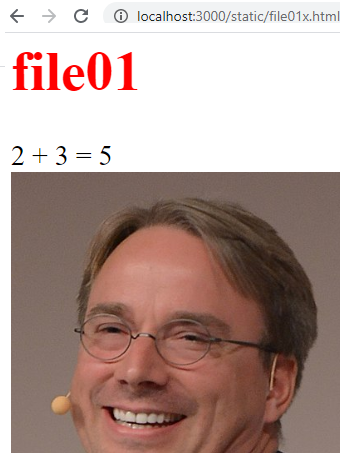 localhost:3000/static/file01x.html
file01
2 + 3 = 5